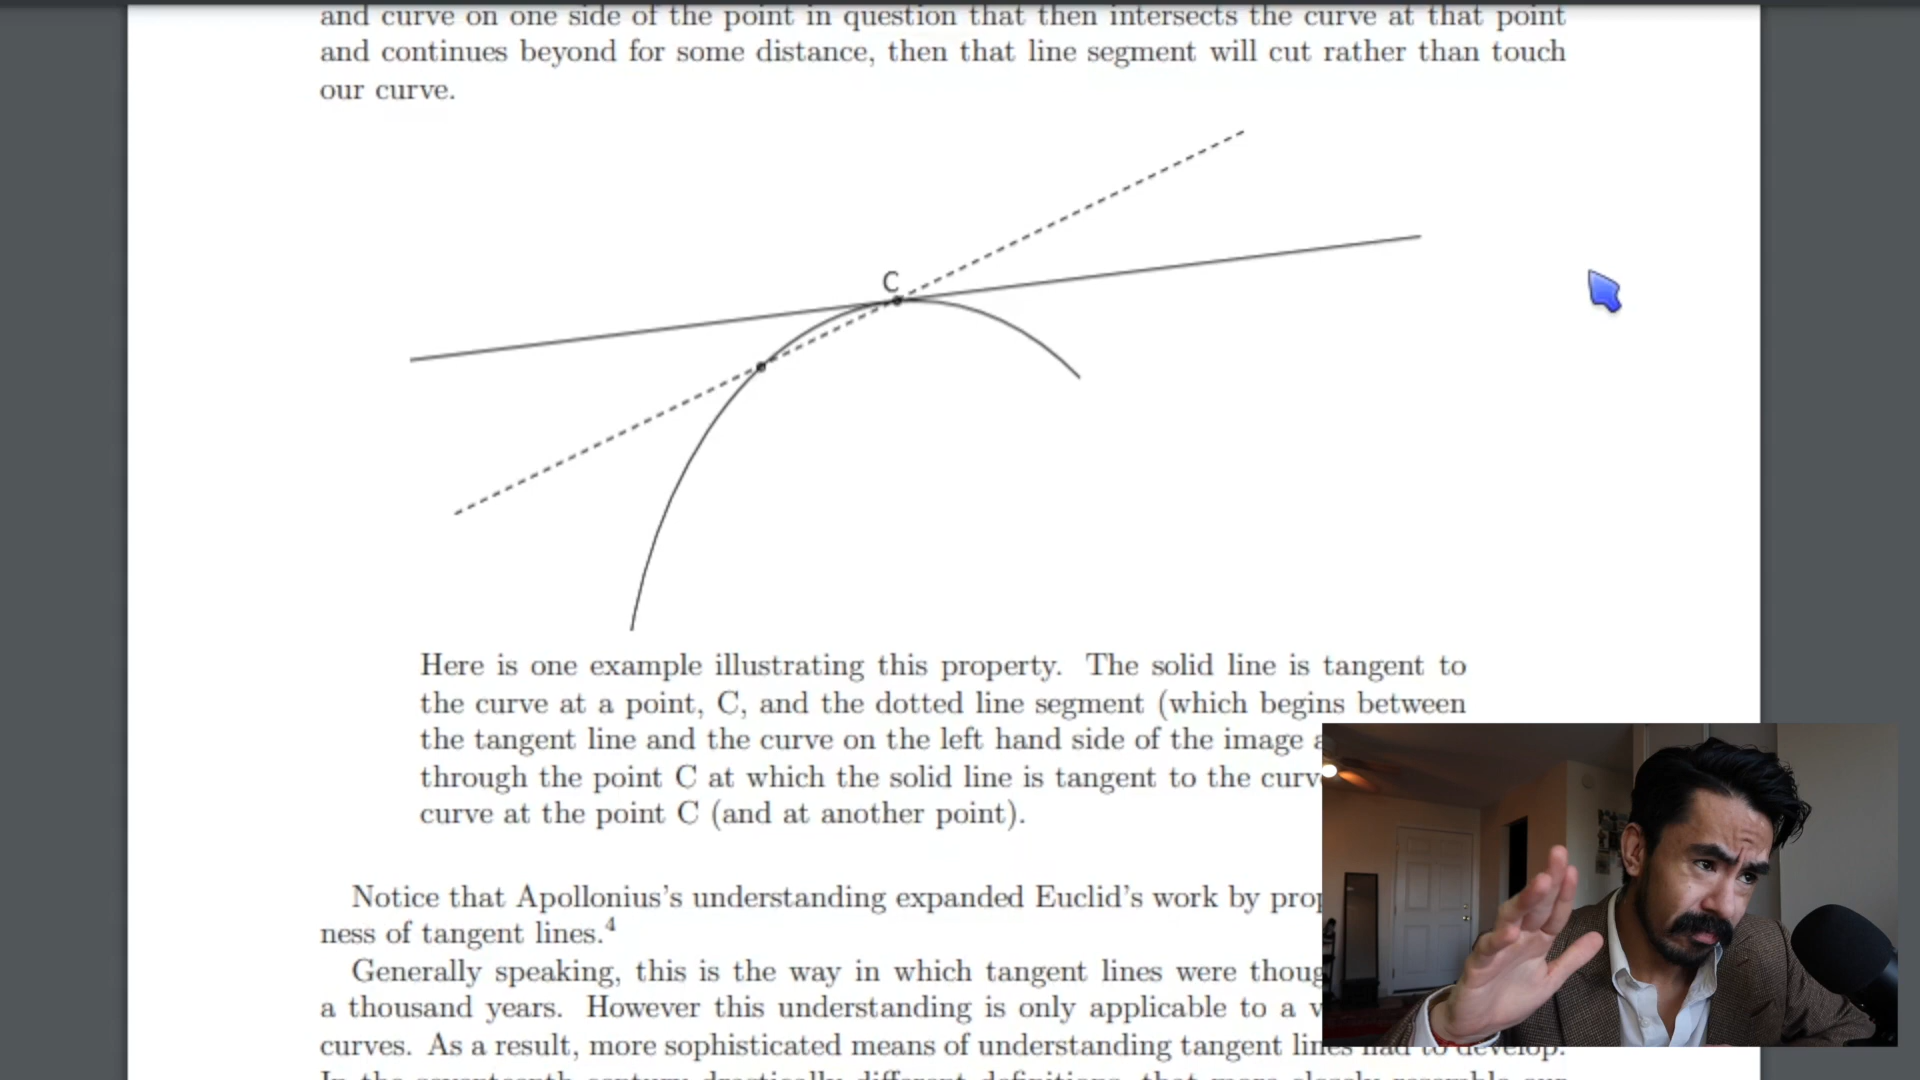 and curve on one side of the point in question that then intersects the curve at that point
and continues beyond for some distance, then that line segment will cut rather than touch
our curve.
C
Here is one example illustrating this property. The solid line is tangent to
the curve at a point, C, and the dotted line segment (which begins between
the tangent line and the curve on the left hand side of the image
through the point C at which the solid line is tangent to the curv
curve at the point C (and at another point).
Notice that Apollonius's understanding expanded Euclid's work by prop
ness of tangent lines.4
Generally speaking, this is the way in which tangent lines were thoug
a thousand years. However this understanding is only applicable to a v
curves. As a result, more sophisticated means of understanding tangent lines had to develop.